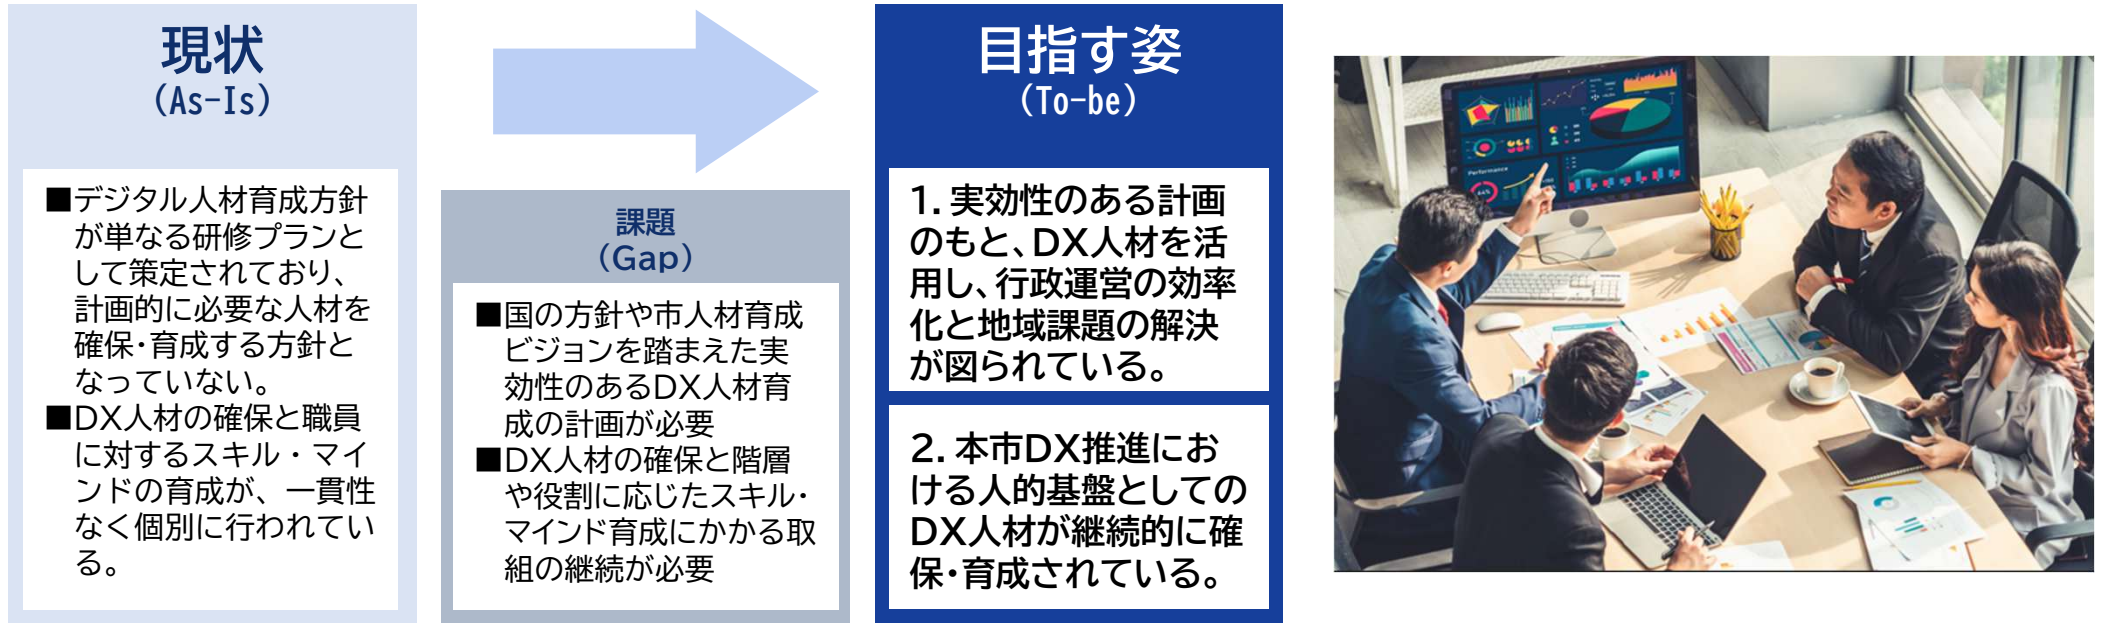 現状
(As-Is)
■デジタル人材育成方針
が単なる研修プランと
して策定されており、
計画的に必要な人材を
確保・育成する方針と
なっていない。
■DX人材の確保と職員
に対するスキル・マイ
ンドの育成が、一貫性
なく個別に行われてい
る。
課題
(Gap)
■国の方針や市人材育成
ビジョンを踏まえた実
効性のあるDX人材育
成の計画が必要
■DX人材の確保と階層
や役割に応じたスキル・
マインド育成にかかる取
組の継続が必要
目指す姿
(To-be)
1.実効性のある計画
のもと、DX人材を活
用し、行政運営の効率
化と地域課題の解決
が図られている。
2.本市DX推進にお
ける人的基盤としての
DX人材が継続的に確
保・育成されている。
Performance